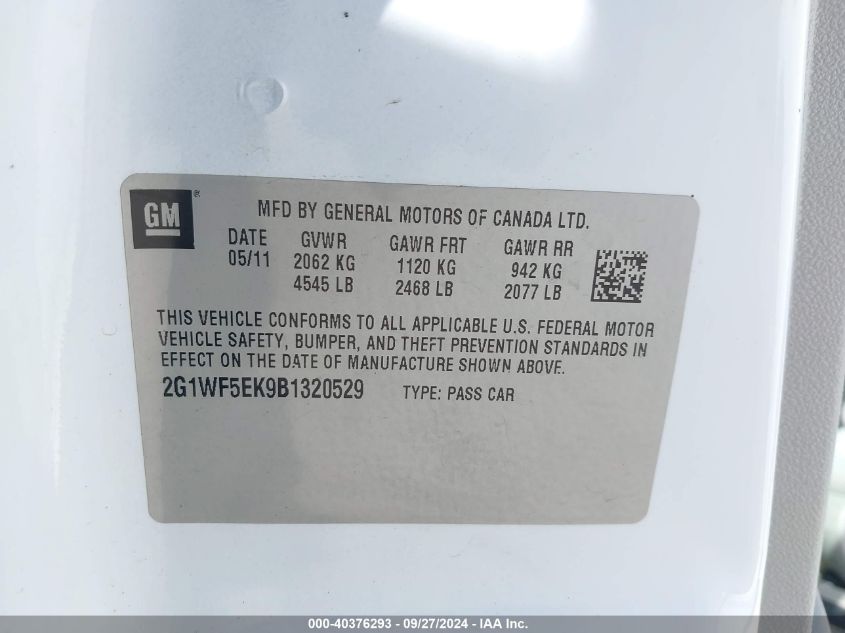 GM ®
MFD BY GENERAL MOTORS OF CANADA LTD.
DATE GVWR GAWR FRT GAWR RR
05/11 2062 KG 1120 KG 942 KG
4545 LB 2468 LB 2077 LB
THIS VEHICLE CONFORMS TO ALL APPLICABLE U.S. FEDERAL MOTOR
VEHICLE SAFETY, BUMPER, AND THEFT PREVENTION STANDARDS IN
EFFECT ON THE DATE OF MANUFACTURE SHOWN ABOVE.
2G1WF5EK9B1320529 TYPE: PASS CAR
000-40376293 - 09/27/2024 - IAA Inc.